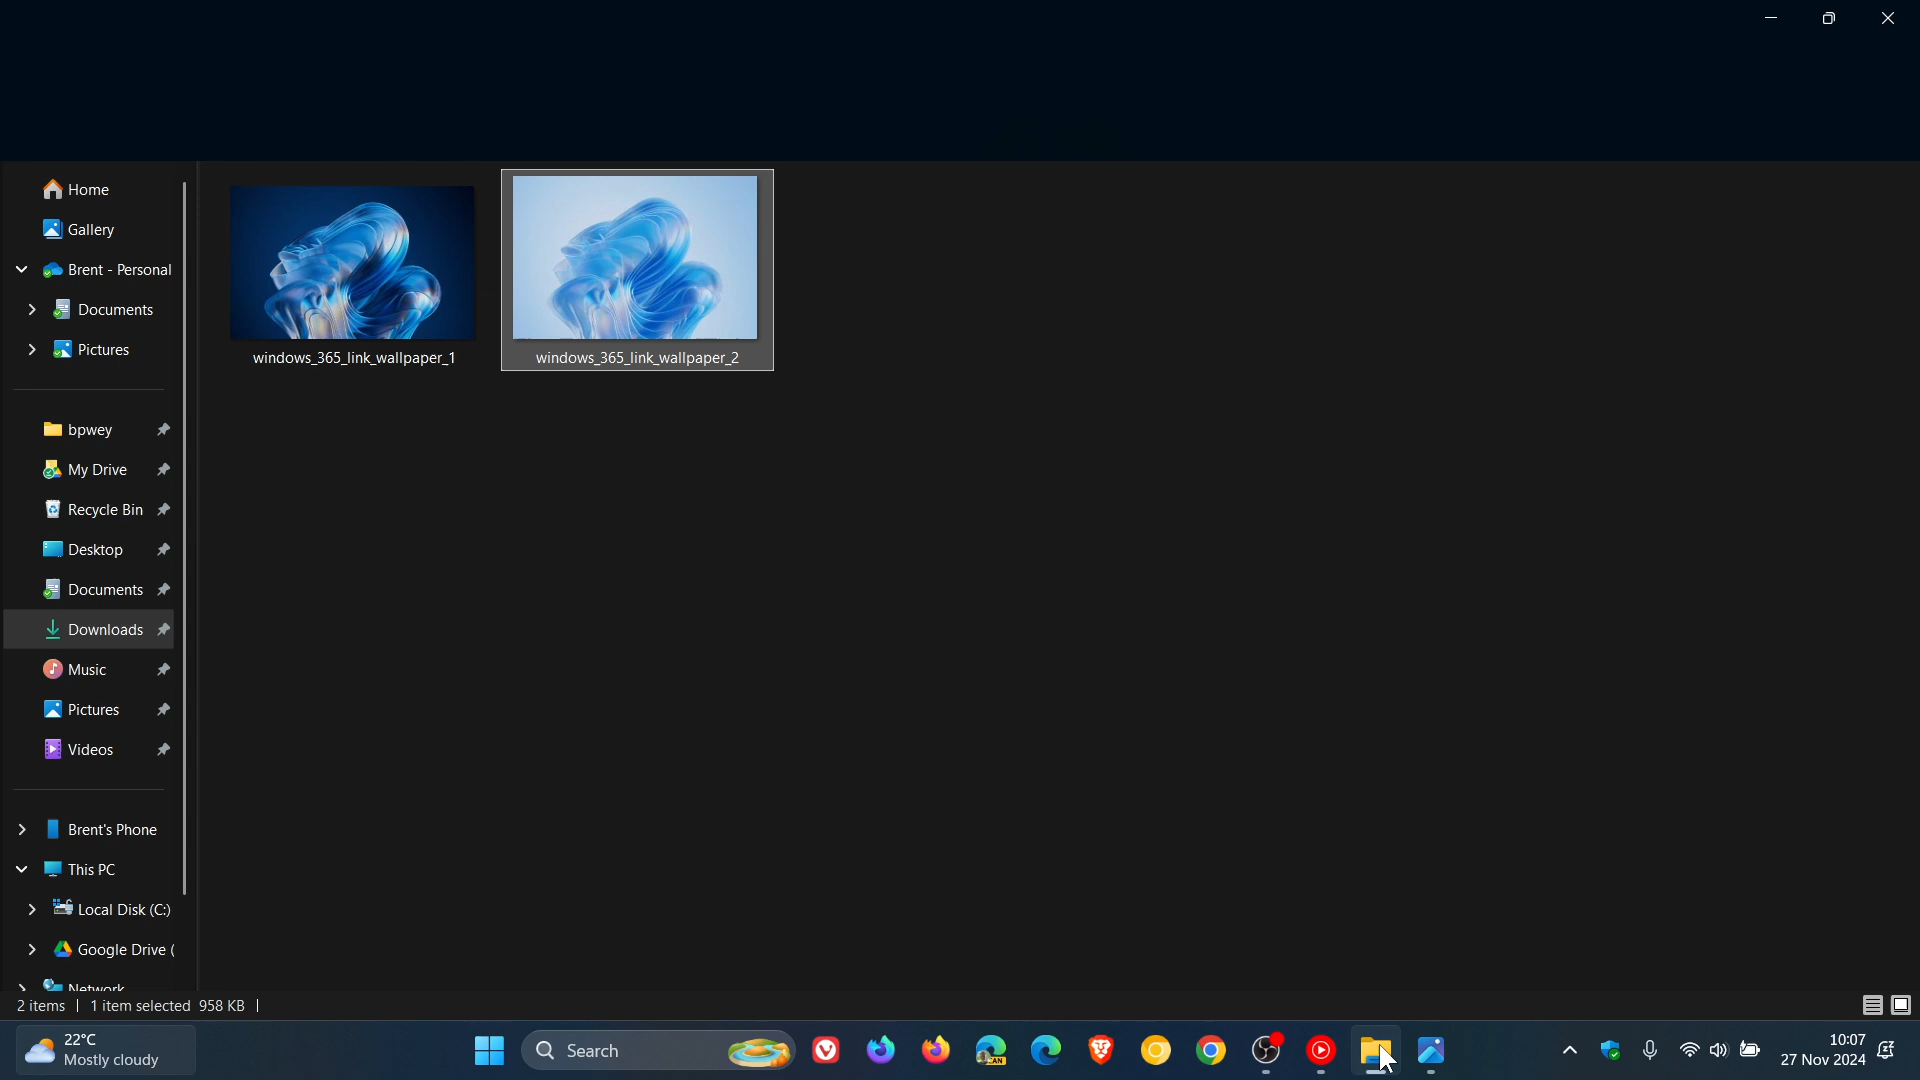 Home
Gallery
Brent - Personal
Documents
Pictures
bpwey
My Drive
Recycle Bin
Desktop
Documents
Downloads
Music
Pictures
Videos
Brent's Phone
This PC
Local Disk (C:)
Google Drive (
Network
windows_365_link_wallpaper_1
windows_365_link_wallpaper_2
2 items | 1 item selected 958 KB |
22°C
Mostly cloudy
Search
CAN
10:07
27 Nov 2024